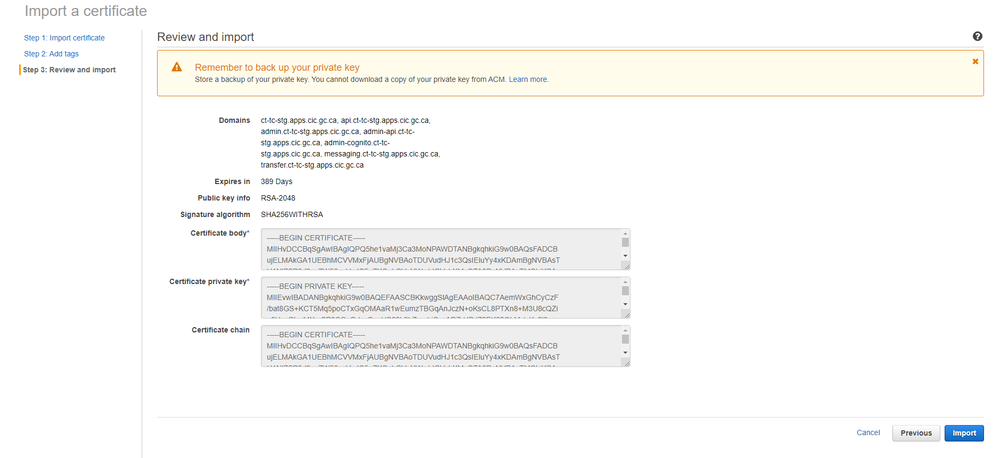 Import a certificate
Step 1: Import certificate
Step 2: Add tags
Step 3: Review and import
Review and import
Remember to back up your private key
Store a backup of your private key. You cannot download a copy of your private key from ACM. Learn more.
Domains
ct-tc-stg.apps.cic.gc.ca, api.ct-tc-stg.apps.cic.gc.ca,
admin.ct-tc-stg.apps.cic.gc.ca, admin-api.ct-tc-
stg.apps.cic.gc.ca, admin-cognito.ct-tc-
stg.apps.cic.gc.ca, messaging.ct-tc-stg.apps.cic.gc.ca,
transfer.ct-tc-stg.apps.cic.gc.ca
Expires in 389 Days
Public key info RSA-2048
Signature algorithm SHA256WITHRSA
Certificate body*
-----BEGIN CERTIFICATE-----
MIIHvDCCBqSgAwIBAgIQPQ5he1vaMj3Ca3MoNPAWDTANBgkqhkiG9w0BAQsFADCB
ujELMAkGA1UEBhMCVVMxFjAUBgNVBAoTDUVudHJ1c3QsIEluYy4xKDAmBgNVBAsT
Certificate private key*
-----BEGIN PRIVATE KEY-----
MIIEvwIBADANBgkqhkiG9w0BAQEFAASCBKkwggSlAgEAAoIBAQC7AemWxGhCyCzF
/bat8GS+KCT5Mq5poCTxGqOMAaR1wEumzTBGqAnJczN+oKsCL8PTXn8+M3U8cQZi
Certificate chain
-----BEGIN CERTIFICATE-----
MIIHvDCCBqSgAwIBAgIQPQ5he1vaMj3Ca3MoNPAWDTANBgkqhkiG9w0BAQsFADCB
ujELMAkGA1UEBhMCVVMxFjAUBgNVBAoTDUVudHJ1c3QsIEluYy4xKDAmBgNVBAsT
Cancel
Previous
Import